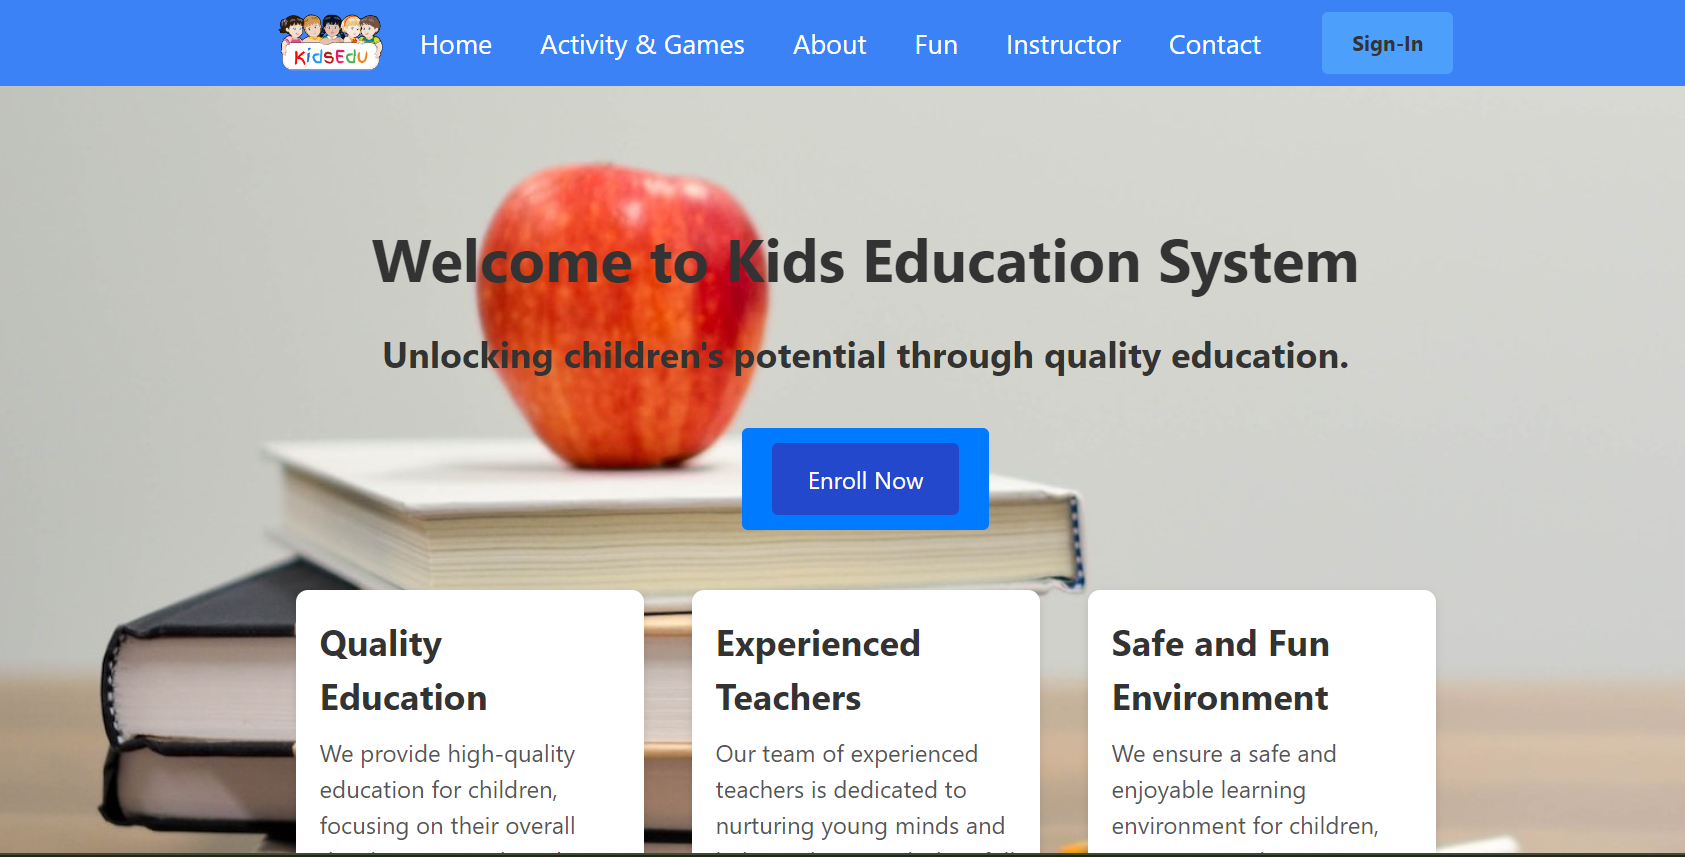 KidsEdu
Home Activity & Games About Fun Instructor Contact Sign-In
Welcome to Kids Education System
Unlocking children's potential through quality education.
Enroll Now
Quality
Education
We provide high-quality
education for children,
focusing on their overall
Experienced
Teachers
Our team of experienced
teachers is dedicated to
nurturing young minds and
Safe and Fun
Environment
We ensure a safe and
enjoyable learning
environment for children,